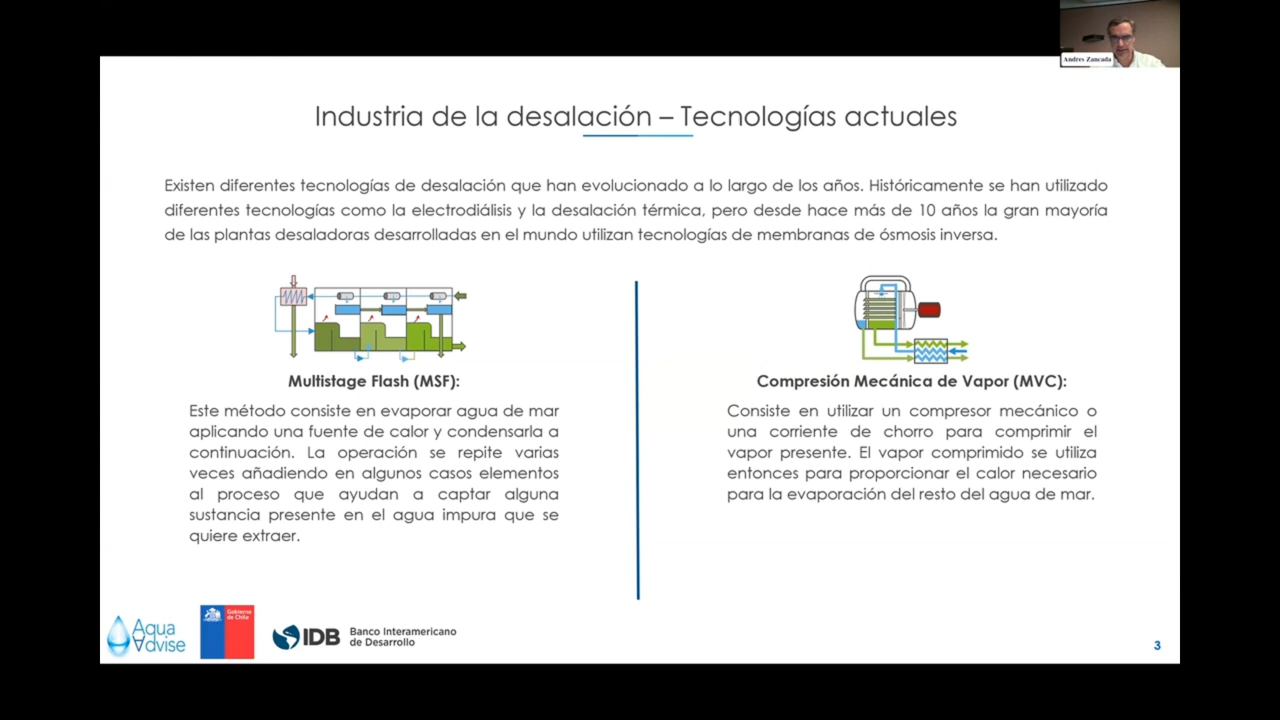 Andres Zancada
Industria de la desalación – Tecnologías actuales
Existen diferentes tecnologías de desalación que han evolucionado a lo largo de los años. Históricamente se han utilizado
diferentes tecnologías como la electrodiálisis y la desalación térmica, pero desde hace más de 10 años la gran mayoría
de las plantas desaladoras desarrolladas en el mundo utilizan tecnologías de membranas de ósmosis inversa.
Multistage Flash (MSF):
Este método consiste en evaporar agua de mar
aplicando una fuente de calor y condensarla a
continuación. La operación se repite varias
veces añadiendo en algunos casos elementos
al proceso que ayudan a captar alguna
sustancia presente en el agua impura que se
quiere extraer.
Compresión Mecánica de Vapor (MVC):
Consiste en utilizar un compresor mecánico o
una corriente de chorro para comprimir el
vapor presente. El vapor comprimido se utiliza
entonces para proporcionar el calor necesario
para la evaporación del resto del agua de mar.
Aqua
Advise
Gobierno
de Chile
IDB
Banco Interamericano
de Desarrollo
3